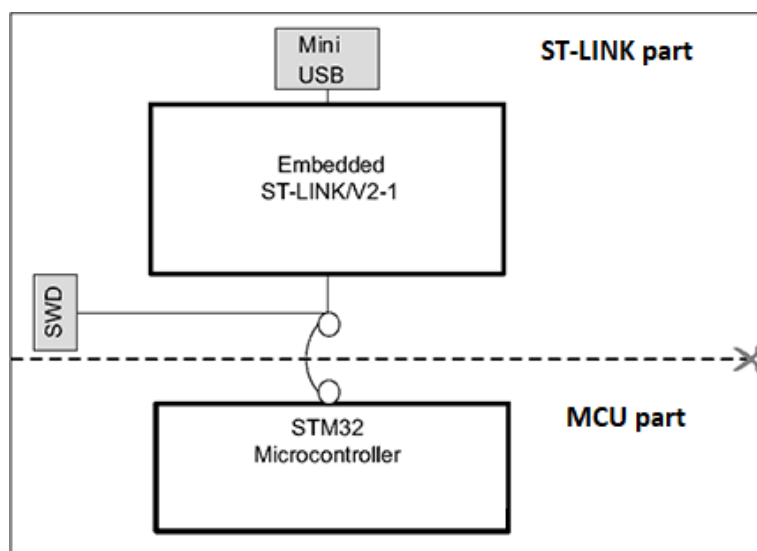 Mini
USB
ST-LINK part
Embedded
ST-LINK/V2-1
SWD
STM32
Microcontroller
MCU part